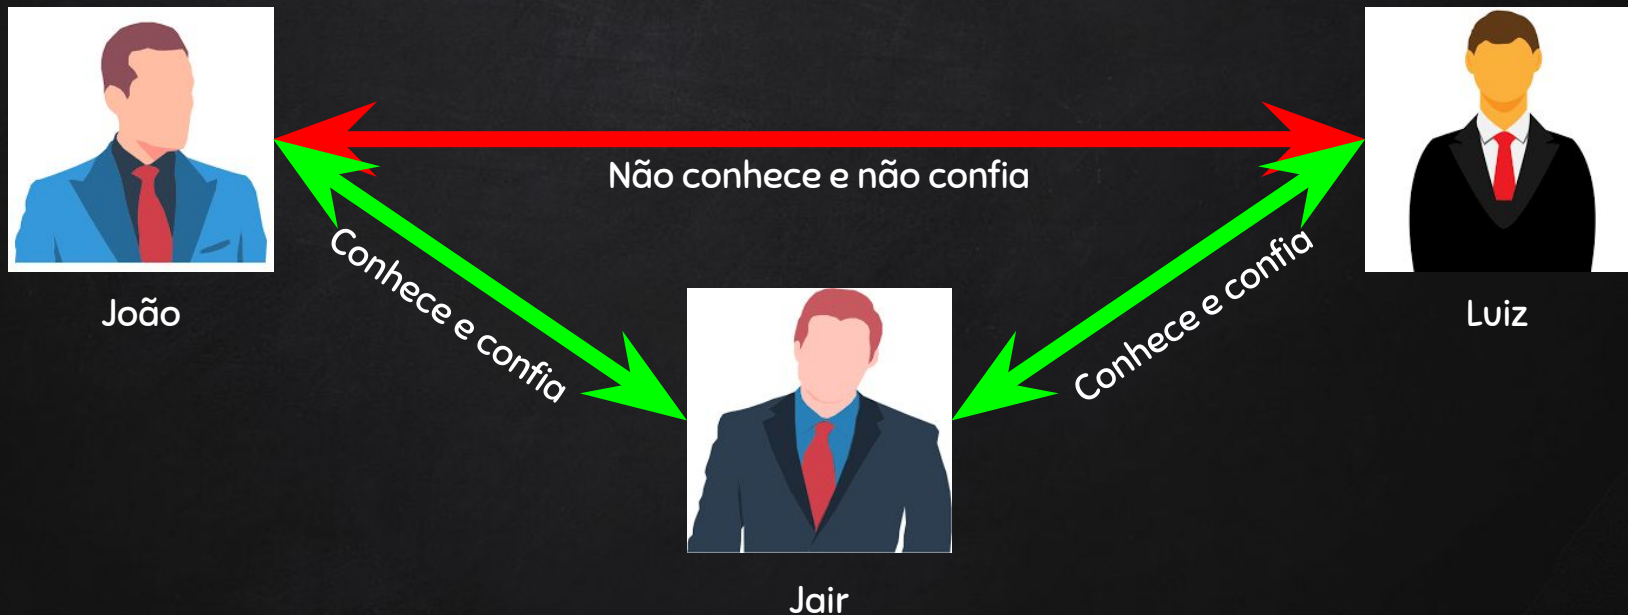 Não conhece e não confia
Conhece e confia
Conhece e confia
João
Luiz
Jair